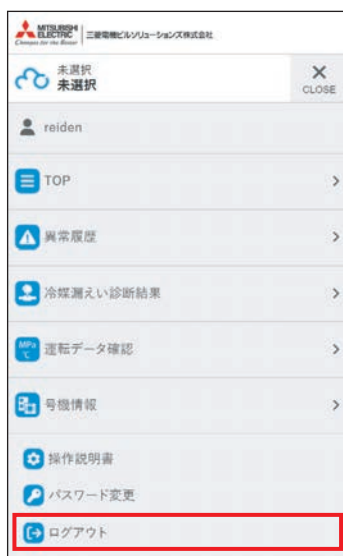 MITSUBISHI
ELECTRIC
Changes for the Better
三菱電機ビルソリューションズ株式会社
未選択
未選択
CLOSE
reiden
TOP
異常履歴
冷媒漏えい診断結果
MPa
℃
運転データ確認
号機情報
操作説明書
パスワード変更
ログアウト